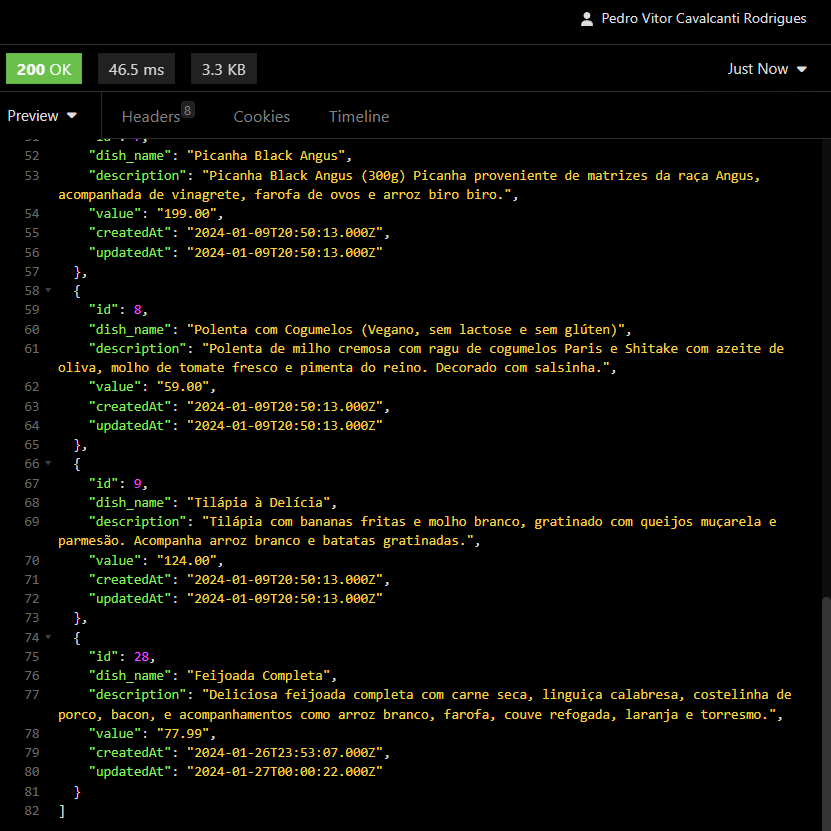 Pedro Vitor Cavalcanti Rodrigues
200 OK 46.5 ms 3.3 KB Just Now
Preview Headers 8 Cookies Timeline
52 "dish_name": "Picanha Black Angus",
53 "description": "Picanha Black Angus (300g) Picanha proveniente de matrizes da raça Angus,
acompanhada de vinagrete, farofa de ovos e arroz biro biro.",
54 "value": "199.00",
55 "createdAt": "2024-01-09T20:50:13.000Z",
56 "updatedAt": "2024-01-09T20:50:13.000Z"
57 },
58 {
59 "id": 8,
60 "dish_name": "Polenta com Cogumelos (Vegano, sem lactose e sem glúten)",
61 "description": "Polenta de milho cremosa com ragu de cogumelos Paris e Shitake com azeite de
oliva, molho de tomate fresco e pimenta do reino. Decorado com salsinha.",
62 "value": "59.00",
63 "createdAt": "2024-01-09T20:50:13.000Z",
64 "updatedAt": "2024-01-09T20:50:13.000Z"
65 },
66 {
67 "id": 9,
68 "dish_name": "Tilápia à Delícia",
69 "description": "Tilápia com bananas fritas e molho branco, gratinado com queijos muçarela e
parmesão. Acompanha arroz branco e batatas gratinadas.",
70 "value": "124.00",
71 "createdAt": "2024-01-09T20:50:13.000Z",
72 "updatedAt": "2024-01-09T20:50:13.000Z"
73 },
74 {
75 "id": 28,
76 "dish_name": "Feijoada Completa",
77 "description": "Deliciosa feijoada completa com carne seca, linguiça calabresa, costelinha de
porco, bacon, e acompanhamentos como arroz branco, farofa, couve refogada, laranja e torresmo.",
78 "value": "77.99",
79 "createdAt": "2024-01-26T23:53:07.000Z",
80 "updatedAt": "2024-01-27T00:00:22.000Z"
81 }
82 ]